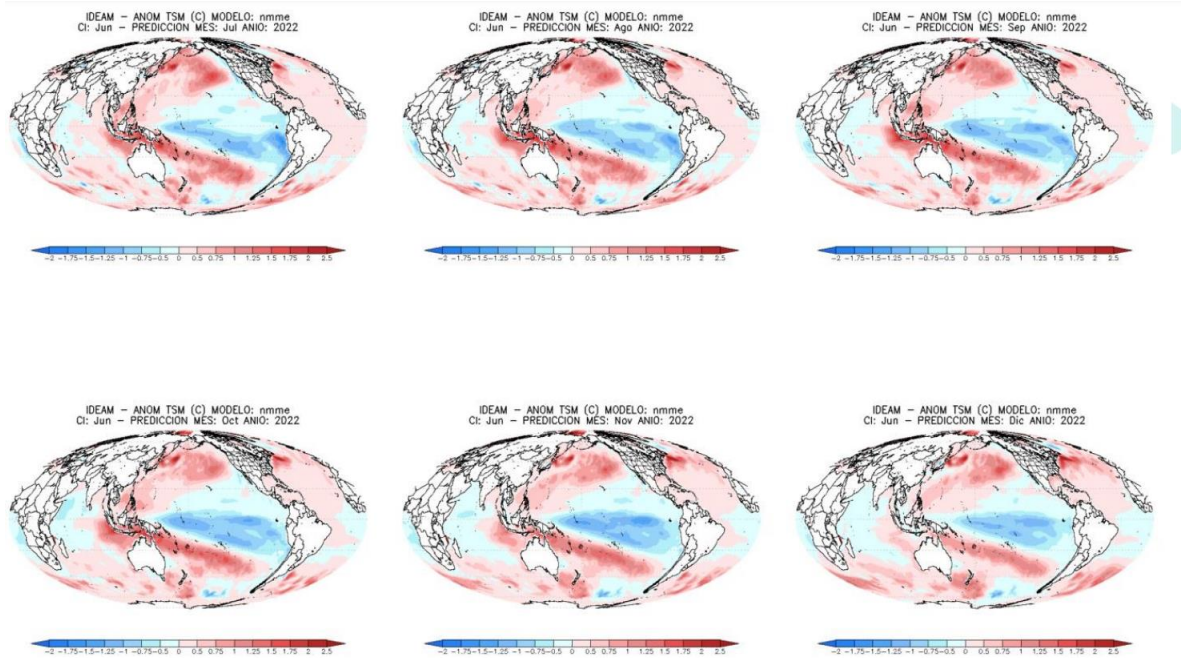 IDEAM – ANOM TSM (C) MODELO: nmme
CI: Jun – PREDICCION MES: Jul ANIO: 2022
-2 -1.75-1.5-1.25 -1 -0.75-0.5 0 0.5 0.75 1 1.25 1.5 1.75 2 2.5
IDEAM – ANOM TSM (C) MODELO: nmme
CI: Jun – PREDICCION MES: Ago ANIO: 2022
-2 -1.75-1.5-1.25 -1 -0.75-0.5 0 0.5 0.75 1 1.25 1.5 1.75 2 2.5
IDEAM – ANOM TSM (C) MODELO: nmme
CI: Jun – PREDICCION MES: Sep ANIO: 2022
-2 -1.75-1.5-1.25 -1 -0.75-0.5 0 0.5 0.75 1 1.25 1.5 1.75 2 2.5
IDEAM – ANOM TSM (C) MODELO: nmme
CI: Jun – PREDICCION MES: Oct ANIO: 2022
-2 -1.75-1.5-1.25 -1 -0.75-0.5 0 0.5 0.75 1 1.25 1.5 1.75 2 2.5
IDEAM – ANOM TSM (C) MODELO: nmme
CI: Jun – PREDICCION MES: Nov ANIO: 2022
-2 -1.75-1.5-1.25 -1 -0.75-0.5 0 0.5 0.75 1 1.25 1.5 1.75 2 2.5
IDEAM – ANOM TSM (C) MODELO: nmme
CI: Jun – PREDICCION MES: Dic ANIO: 2022
-2 -1.75-1.5-1.25 -1 -0.75-0.5 0 0.5 0.75 1 1.25 1.5 1.75 2 2.5